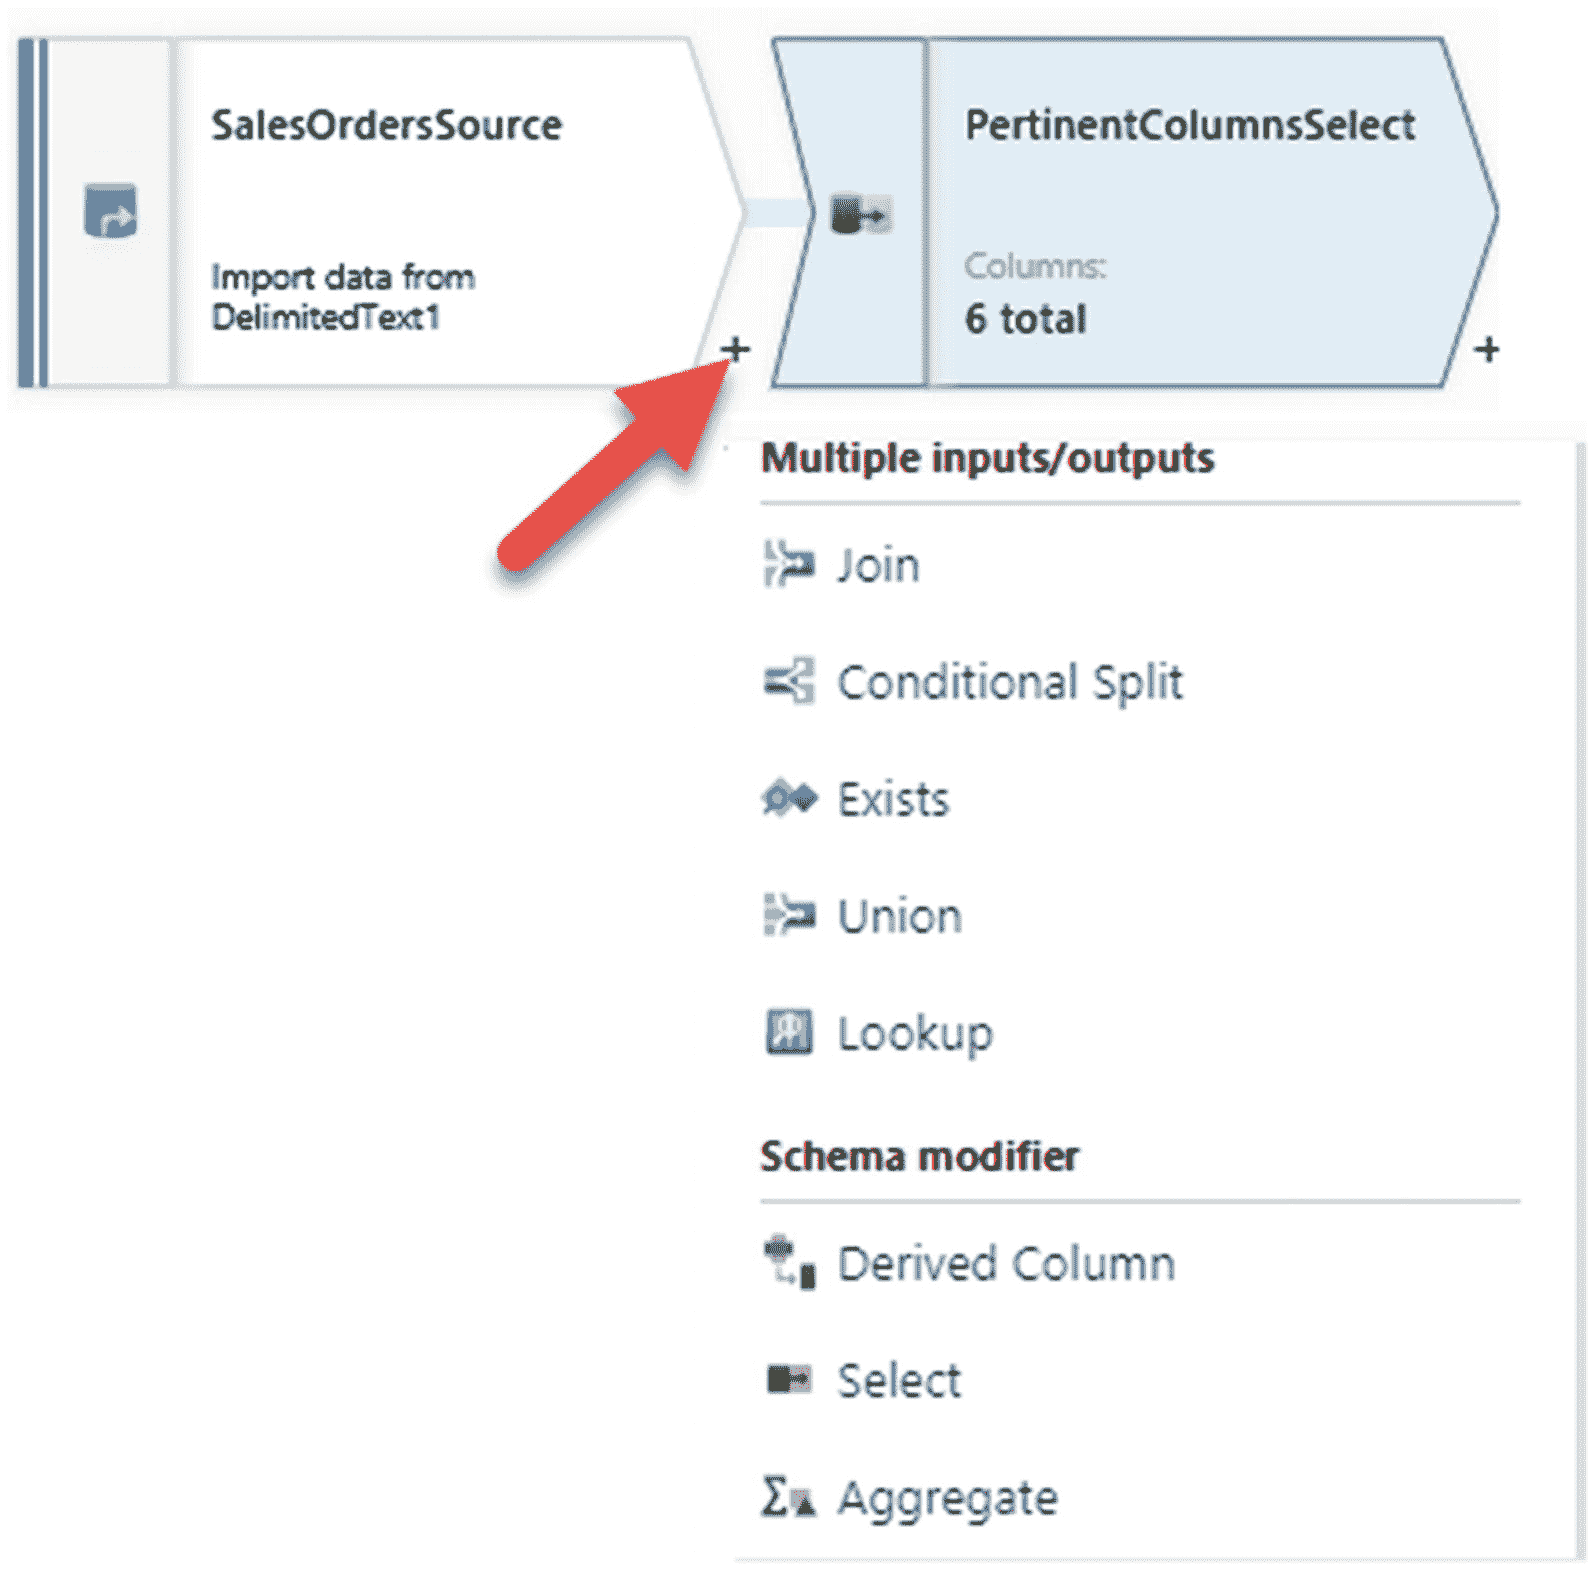 SalesOrdersSource
Import data from
DelimitedText1
+
PertinentColumnsSelect
Columns:
6 total
+
Multiple inputs/outputs
Join
Conditional Split
Exists
Union
Lookup
Schema modifier
Derived Column
Select
Aggregate